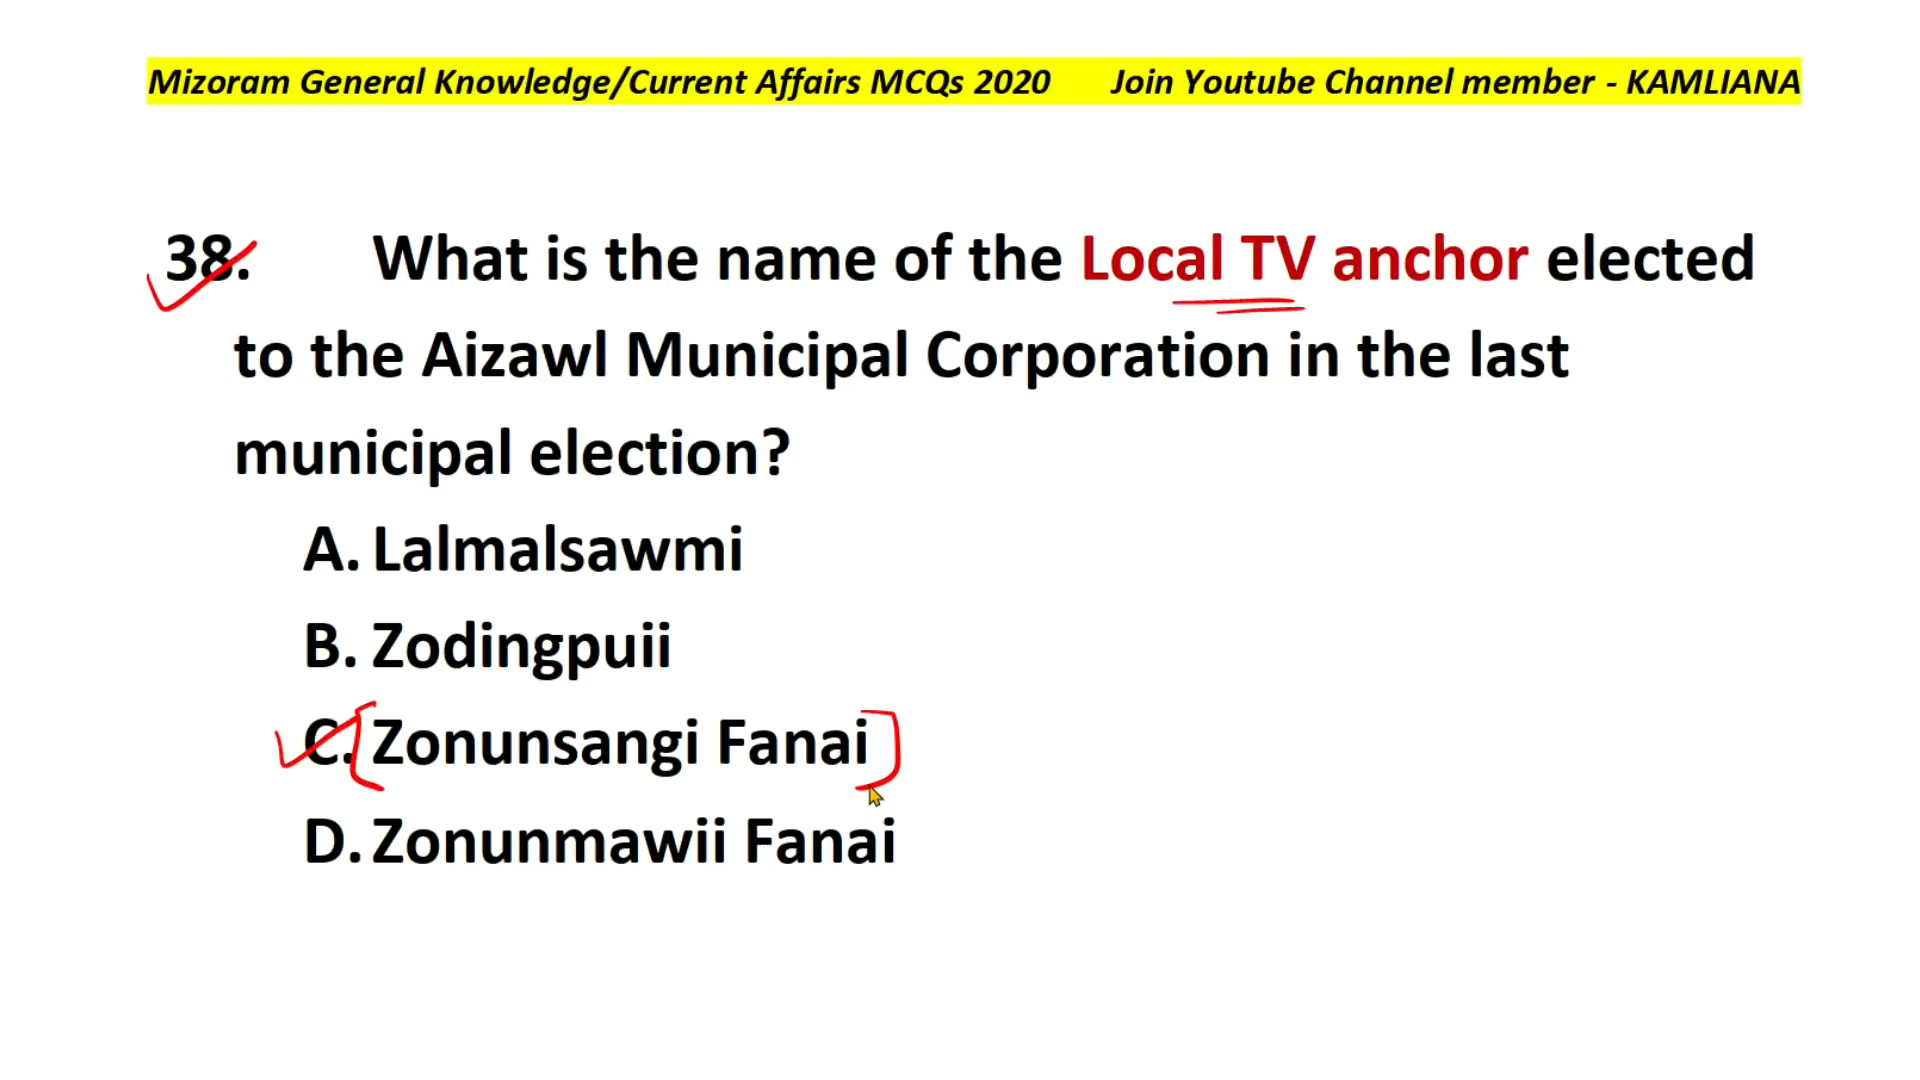 Mizoram General Knowledge/Current Affairs MCQs 2020 Join Youtube Channel member - KAMLIANA
38. What is the name of the Local TV anchor elected
to the Aizawl Municipal Corporation in the last
municipal election?
A. Lalmalsawmi
B. Zodingpuii
C. Zonunsangi Fanai
D. Zonunmawii Fanai